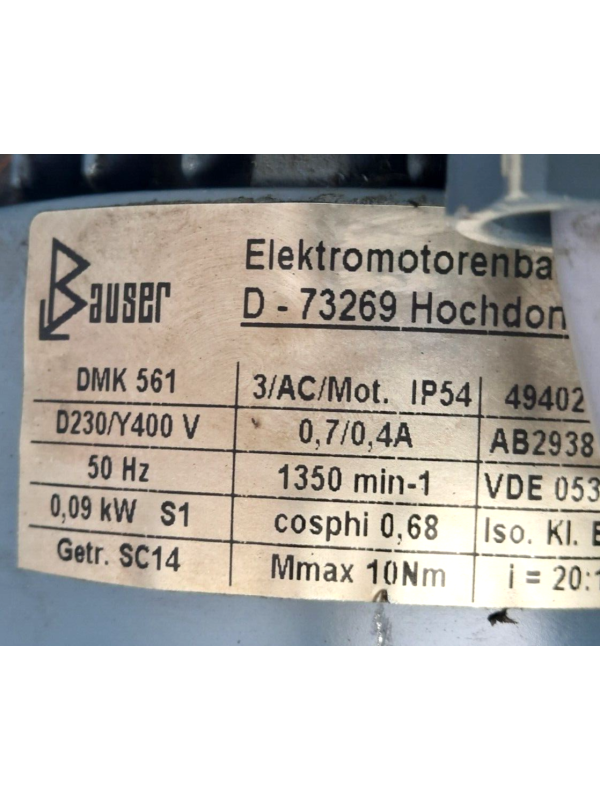 Bauser
Elektromotorenba
D - 73269 Hochdon
DMK 561 3/AC/Mot. IP54 49402
D230/Y400 V 0,7/0,4A AB2938
50 Hz 1350 min-1 VDE 053
0,09 kW S1 cosphi 0,68 Iso. Kl.
Getr. SC14 Mmax 10Nm i = 20: